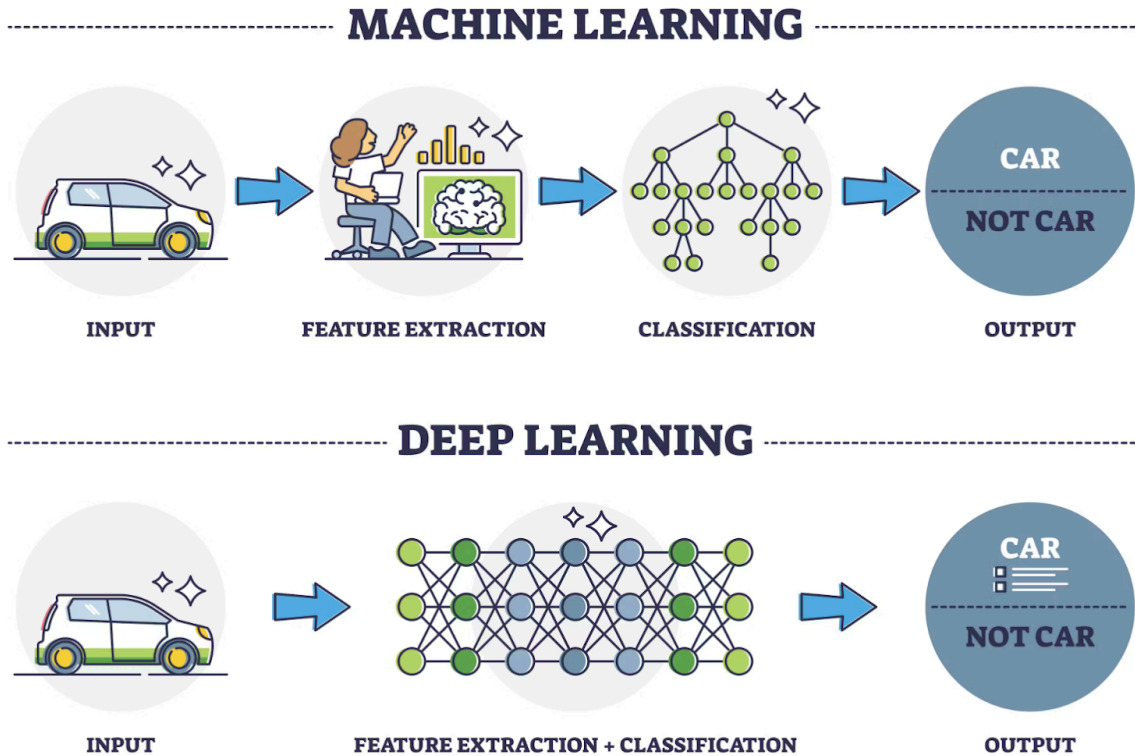 MACHINE LEARNING
CAR
NOT CAR
INPUT
FEATURE EXTRACTION
CLASSIFICATION
OUTPUT
DEEP LEARNING
CAR
NOT CAR
INPUT
FEATURE EXTRACTION + CLASSIFICATION
OUTPUT